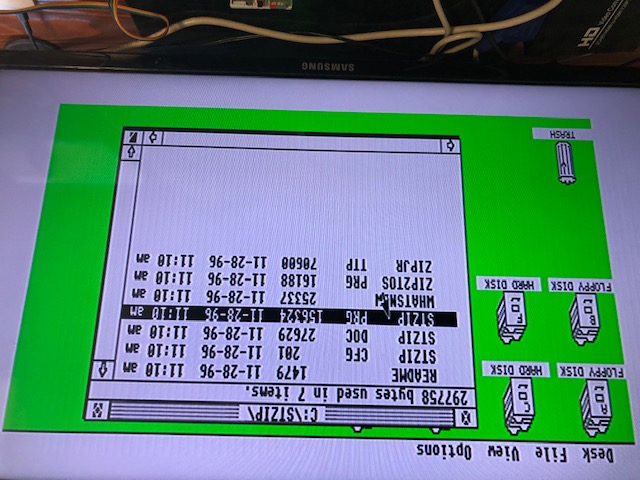 Desk File View Options
C:\STZIP\
297758 bytes used in 7 items.
README 1479 11-28-96 11:10 am
STZIP CFG 201 11-28-96 11:10 am
STZIP DOC 27629 11-28-96 11:10 am
STZIP PRG 156324 11-28-96 11:10 am
WHATSNEW 25337 11-28-96 11:10 am
ZIP2TOS PRG 16188 11-28-96 11:10 am
ZIPJR TTP 70600 11-28-96 11:10 am
A
FLOPPY DISK
C
HARD DISK
B
FLOPPY DISK
F
HARD DISK
TRASH
SAMSUNG
HD